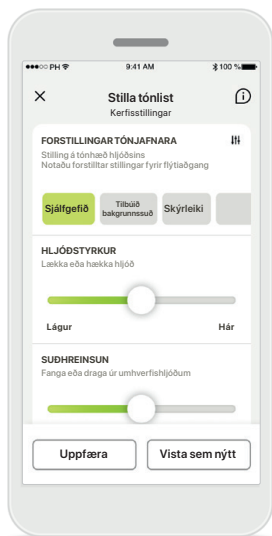 PH 9:41 AM 100 %
Stilla tónlist
Kerfisstillingar
FORSTILLINGAR TÓNJAFNARA
Stilling á tónhæð hljóðsins
Notaðu forstilltar stillingar fyrir flýtiaðgang
Sjálfgefið Tilbúið bakgrunnssuð Skýrleiki
HLJÓÐSTYRKUR
Lækka eða hækka hljóð
Lágur Hár
SUÐHREINSUN
Fanga eða draga úr umhverfishljóðum
Uppfæra Vista sem nýtt